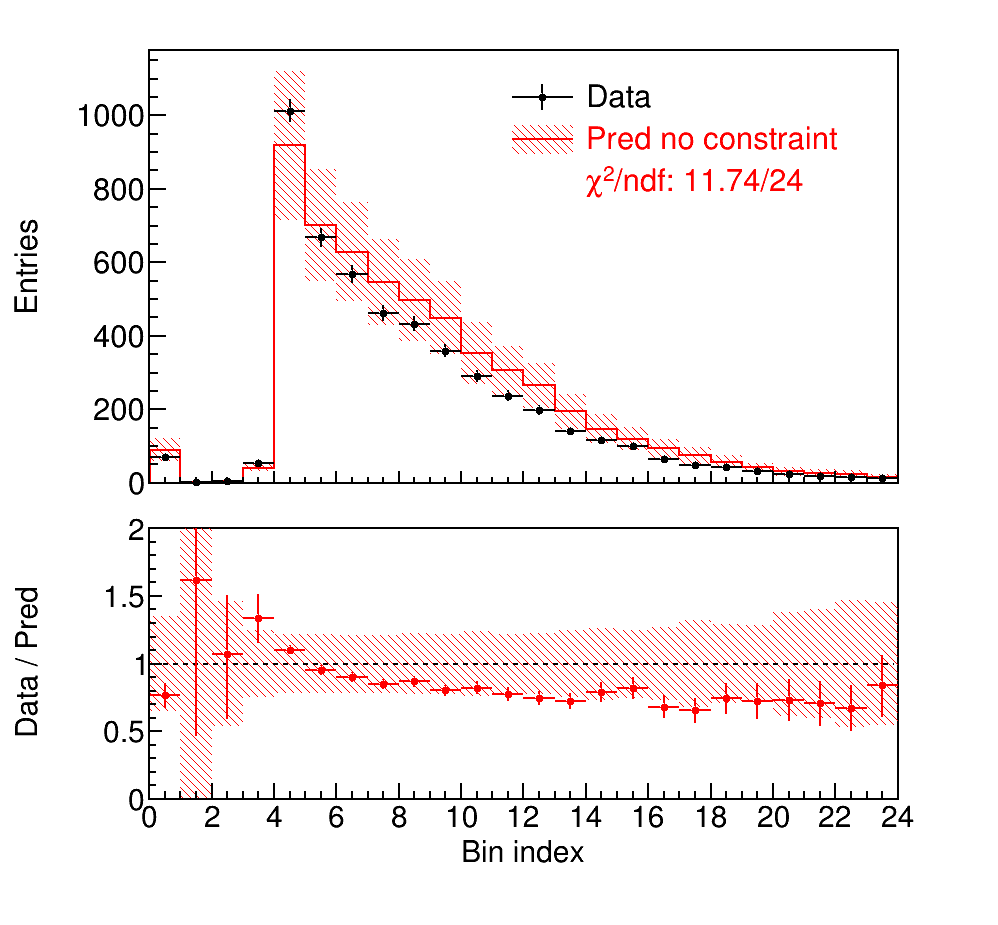 Data
Pred no constraint
χ²/ndf: 11.74/24
Entries
1000
800
600
400
200
0
Data / Pred
2
1.5
1
0.5
0
0 2 4 6 8 10 12 14 16 18 20 22 24
Bin index